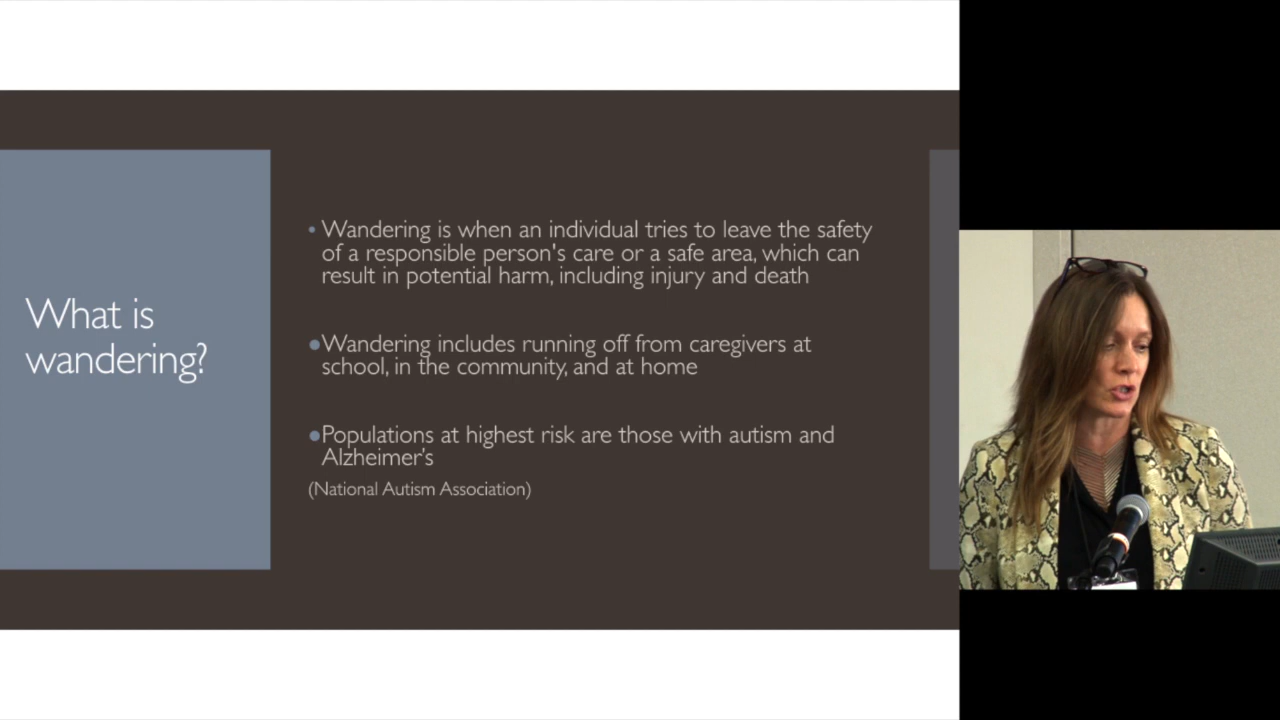 What is
wandering?
• Wandering is when an individual tries to leave the safety
of a responsible person's care or a safe area, which can
result in potential harm, including injury and death
●Wandering includes running off from caregivers at
school, in the community, and at home
●Populations at highest risk are those with autism and
Alzheimer's
(National Autism Association)